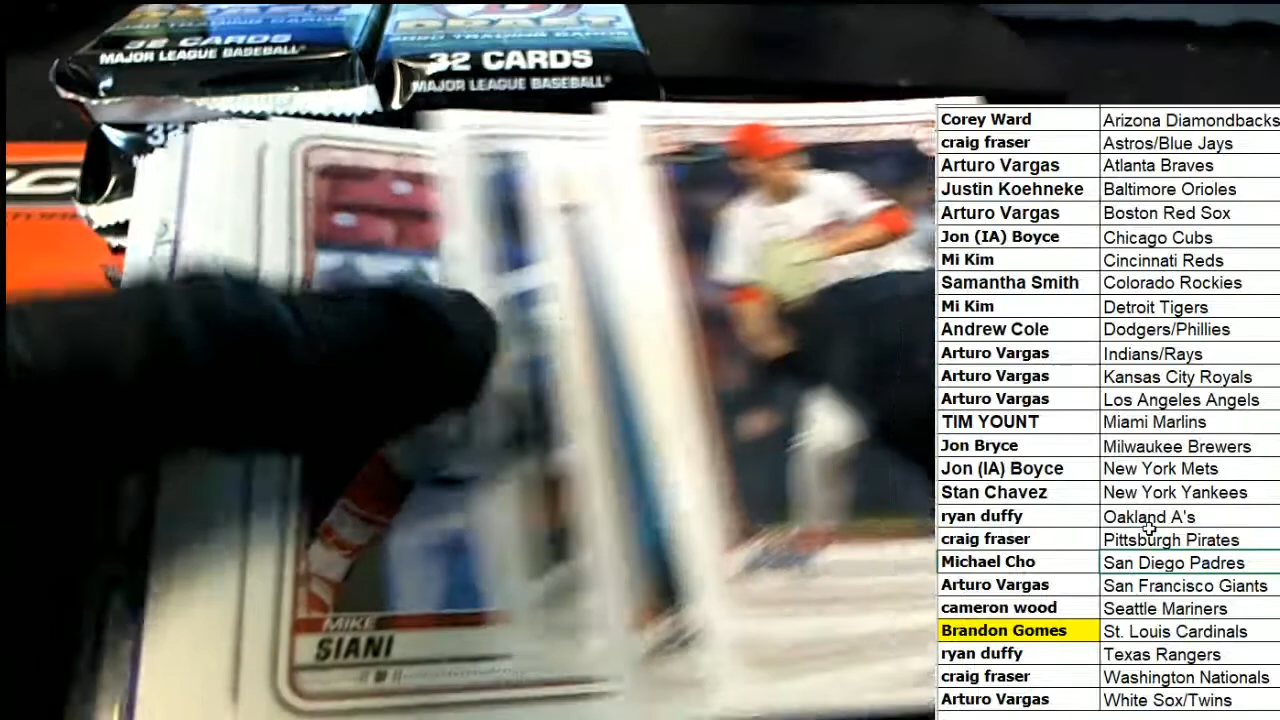 DRAFT
32 CARDS
MAJOR LEAGUE BASEBALL
32 CARDS
MAJOR LEAGUE BASEBALL
32
MIKE
SIANI
Corey Ward Arizona Diamondbacks
craig fraser Astros/Blue Jays
Arturo Vargas Atlanta Braves
Justin Koehneke Baltimore Orioles
Arturo Vargas Boston Red Sox
Jon (IA) Boyce Chicago Cubs
Mi Kim Cincinnati Reds
Samantha Smith Colorado Rockies
Mi Kim Detroit Tigers
Andrew Cole Dodgers/Phillies
Arturo Vargas Indians/Rays
Arturo Vargas Kansas City Royals
Arturo Vargas Los Angeles Angels
TIM YOUNT Miami Marlins
Jon Bryce Milwaukee Brewers
Jon (IA) Boyce New York Mets
Stan Chavez New York Yankees
ryan duffy Oakland A's
craig fraser Pittsburgh Pirates
Michael Cho San Diego Padres
Arturo Vargas San Francisco Giants
cameron wood Seattle Mariners
Brandon Gomes St. Louis Cardinals
ryan duffy Texas Rangers
craig fraser Washington Nationals
Arturo Vargas White Sox/Twins